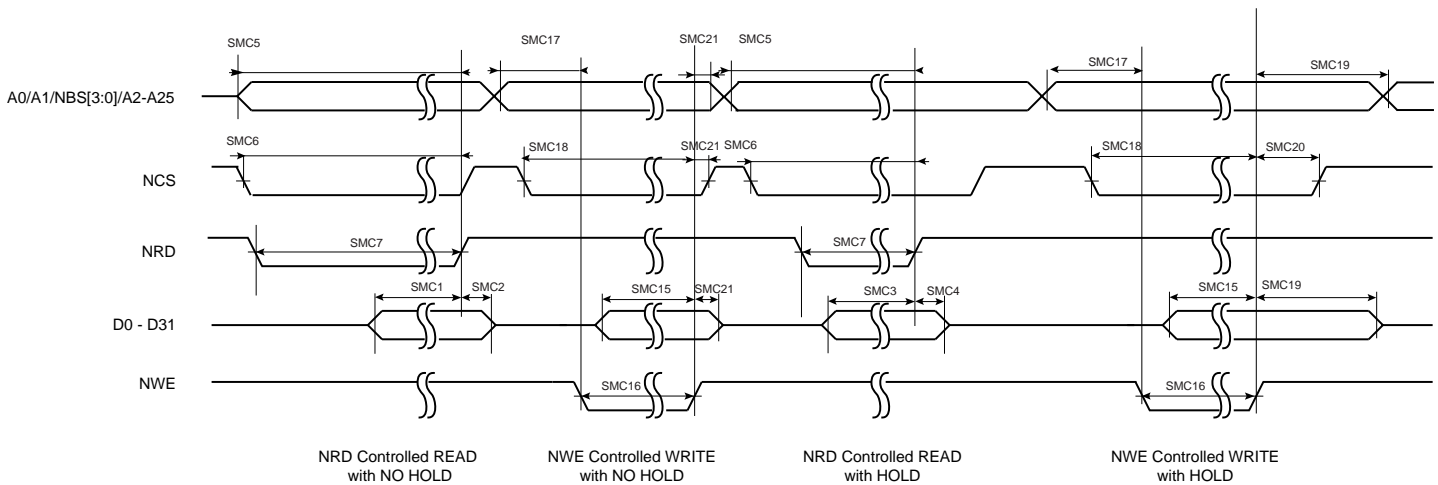 SMC5
SMC17
SMC21
SMC5
SMC17
SMC19
A0/A1/NBS[3:0]/A2-A25
SMC6
SMC18
SMC21
SMC6
SMC18
SMC20
NCS
SMC7
SMC7
NRD
SMC1
SMC2
SMC15
SMC21
SMC3
SMC4
SMC15
SMC19
D0 - D31
NWE
SMC16
SMC16
NRD Controlled READ
with NO HOLD
NWE Controlled WRITE
with NO HOLD
NRD Controlled READ
with HOLD
NWE Controlled WRITE
with HOLD